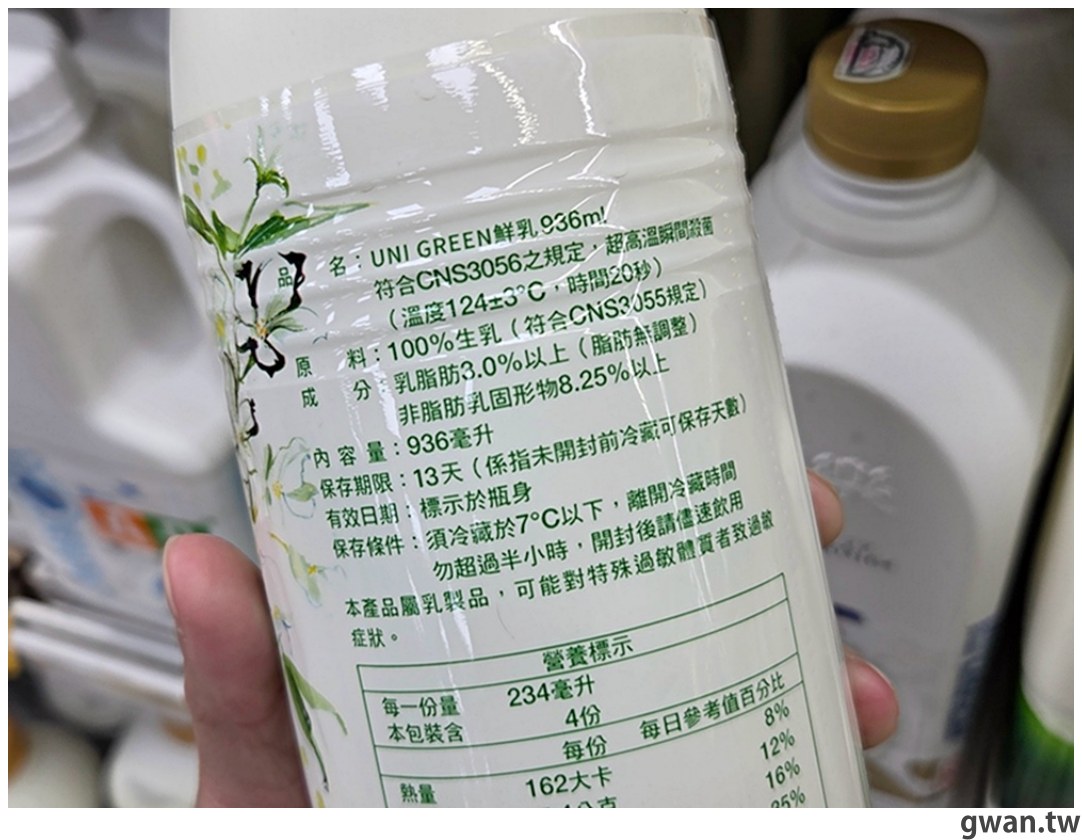 品 名：UNI GREEN鮮乳 936ml
符合CNS3056之規定，超高溫瞬間殺菌
（溫度124±3°C，時間20秒）
原 料：100%生乳（符合CNS3055規定）
成 分：乳脂肪3.0%以上（脂肪無調整）
非脂肪乳固形物8.25%以上
內容量：936毫升
保存期限：13天（係指未開封前冷藏可保存天數）
有效日期：標示於瓶身
保存條件：須冷藏於7°C以下，離開冷藏時間
勿超過半小時，開封後請儘速飲用
本產品屬乳製品，可能對特殊過敏體質者致過敏
症狀。
營養標示
每一份量 234毫升
本包裝含 4份
每份 每日參考值百分比
熱量 162大卡 8%
12%
16%
gwan.tw